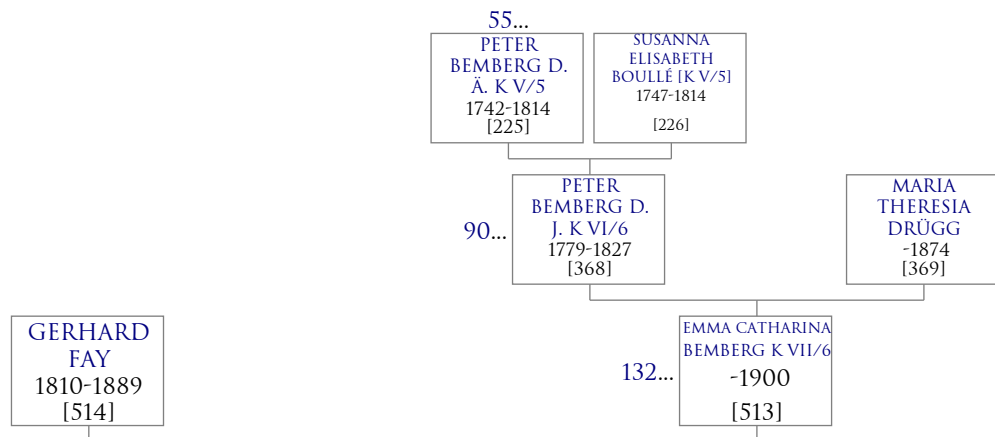 55...
PETER
BEMBERG D.
Ä. K V/5
1742-1814
[225]
SUSANNA
ELISABETH
BOULLÉ [K V/5]
1747-1814
[226]
90...
PETER
BEMBERG D.
J. K VI/6
1779-1827
[368]
MARIA
THERESIA
DRÜGG
-1874
[369]
GERHARD
FAY
1810-1889
[514]
132...
EMMA CATHARINA
BEMBERG K VII/6
-1900
[513]